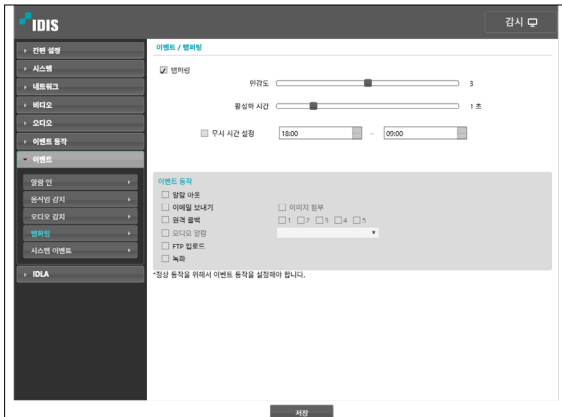 IDIS
감시
간편 설정
시스템
네트워크
비디오
오디오
이벤트 동작
이벤트
알람 인
움직임 감지
오디오 감지
탬퍼링
시스템 이벤트
IDLA
이벤트 / 탬퍼링
탬퍼링
민감도 3
활성화 시간 1 초
무시 시간 설정 18:00 ~ 09:00
이벤트 동작
알람 아웃
이메일 보내기 이미지 첨부
원격 콜백 1 2 3 4 5
오디오 알람
FTP 업로드
녹화
*정상 동작을 위해서 이벤트 동작을 설정해야 합니다.
저장